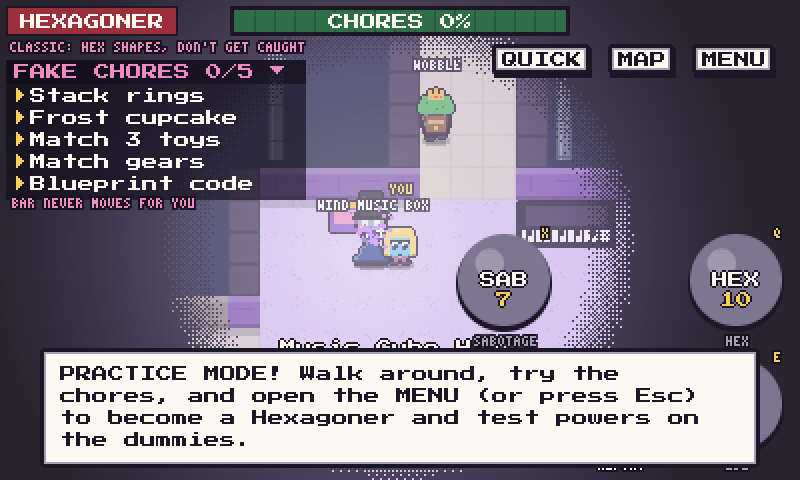 HEXAGONER
CHORES 0%
CLASSIC: HEX SHAPES, DON'T GET CAUGHT
FAKE CHORES 0/5
Stack rings
Frost cupcake
Match 3 toys
Match gears
Blueprint code
BAR NEVER MOVES FOR YOU
QUICK
MAP
MENU
WOBBLE
YOU
WIND MUSIC BOX
X
Q
SAB
7
HEX
10
SABOTAGE
HEX
E
Music Cube H
PRACTICE MODE! Walk around, try the
chores, and open the MENU (or press Esc)
to become a Hexagoner and test powers on
the dummies.